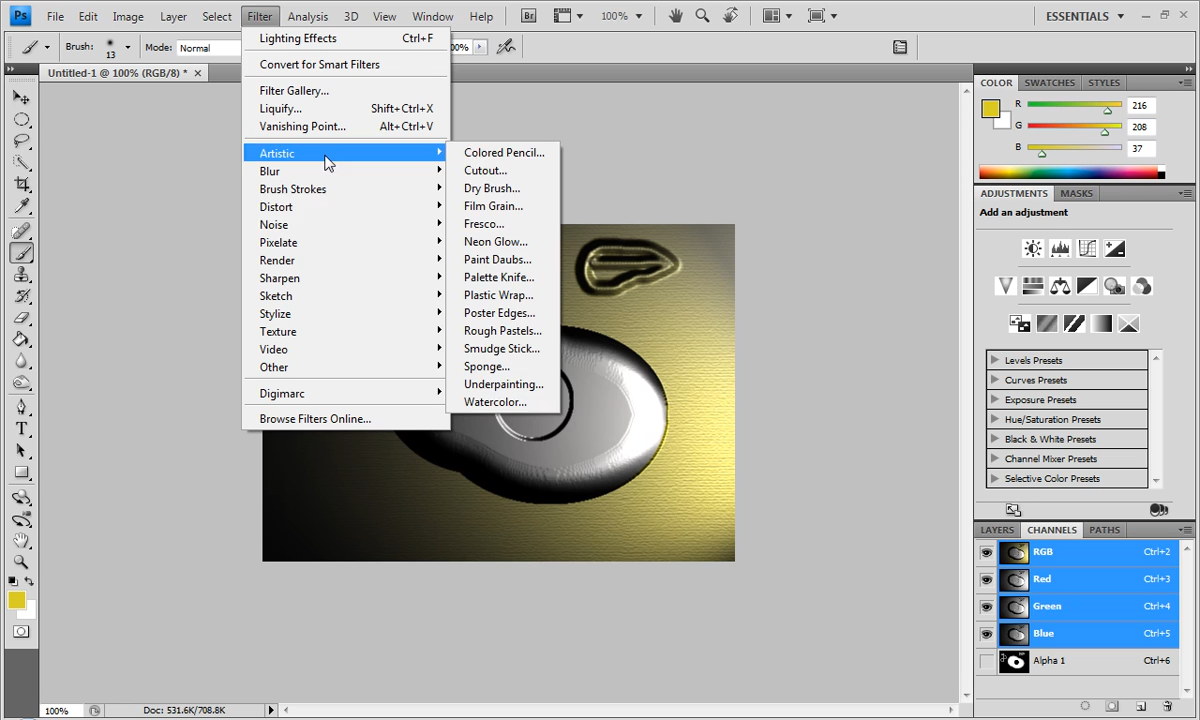 Ps File Edit Image Layer Select Filter Analysis 3D View Window Help Br 100% ESSENTIALS
Brush: 13 Mode: Normal 00%
Untitled-1 @ 100% (RGB/8) *
Lighting Effects Ctrl+F
Convert for Smart Filters
Filter Gallery...
Liquify... Shift+Ctrl+X
Vanishing Point... Alt+Ctrl+V
Artistic
Blur
Brush Strokes
Distort
Noise
Pixelate
Render
Sharpen
Sketch
Stylize
Texture
Video
Other
Digimarc
Browse Filters Online...
Colored Pencil...
Cutout...
Dry Brush...
Film Grain...
Fresco...
Neon Glow...
Paint Daubs...
Palette Knife...
Plastic Wrap...
Poster Edges...
Rough Pastels...
Smudge Stick...
Sponge...
Underpainting...
Watercolor...
COLOR SWATCHES STYLES
R 216
G 208
B 37
ADJUSTMENTS MASKS
Add an adjustment
Levels Presets
Curves Presets
Exposure Presets
Hue/Saturation Presets
Black & White Presets
Channel Mixer Presets
Selective Color Presets
LAYERS CHANNELS PATHS
RGB Ctrl+2
Red Ctrl+3
Green Ctrl+4
Blue Ctrl+5
Alpha 1 Ctrl+6
100% Doc: 531.6K/708.8K